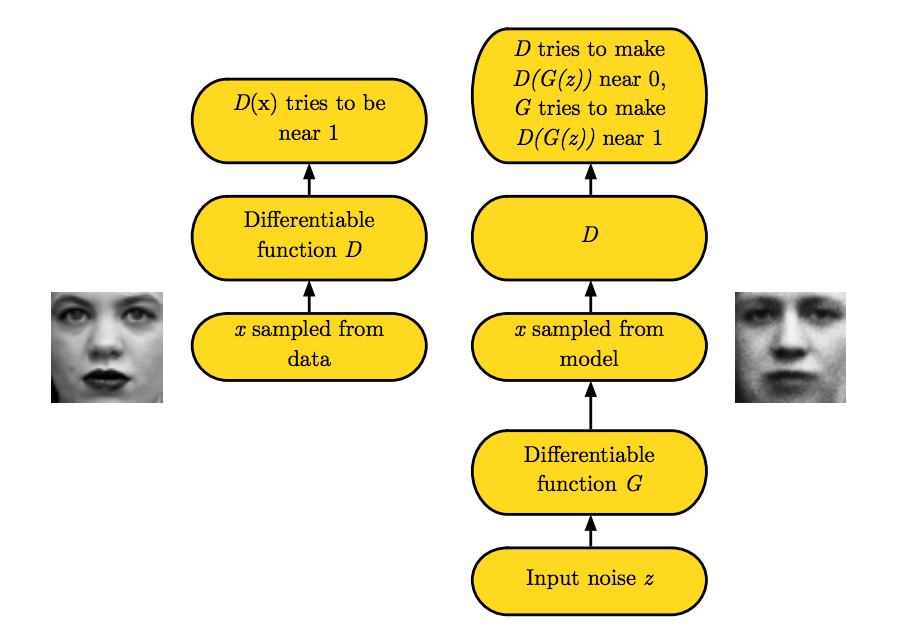 D(x) tries to be
near 1
Differentiable
function D
x sampled from
data
D tries to make
D(G(z)) near 0,
G tries to make
D(G(z)) near 1
D
x sampled from
model
Differentiable
function G
Input noise z